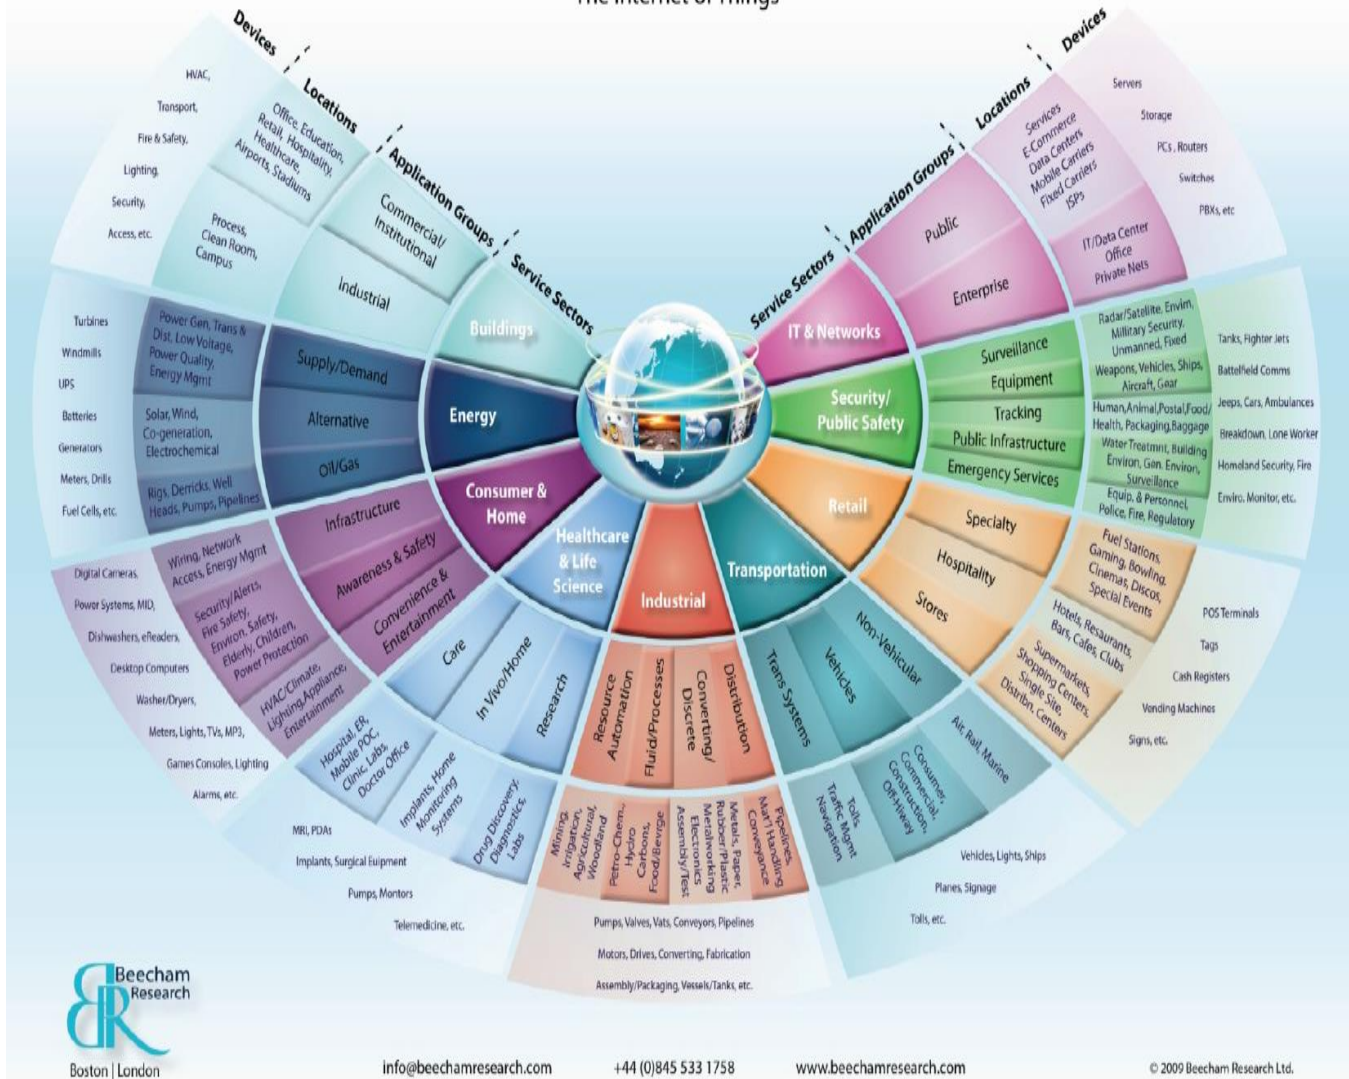 The Internet of Things
Devices
Locations
Application Groups
Service Sectors
HVAC,
Transport,
Fire & Safety,
Lighting,
Security,
Access, etc.
Office, Education,
Retail, Hospitality,
Healthcare,
Airports, Stadiums
Process,
Clean Room,
Campus
Commercial/
Institutional
Industrial
Buildings
Turbines
Windmills
UPS
Batteries
Generators
Meters, Drills
Fuel Cells, etc.
Power Gen, Trans &
Dist, Low Voltage,
Power Quality,
Energy Mgmt
Solar, Wind,
Co-generation,
Electrochemical
Rigs, Derricks, Well
Heads, Pumps, Pipelines
Supply/Demand
Alternative
Oil/Gas
Energy
Digital Cameras,
Power Systems, MID,
Dishwashers, eReaders,
Desktop Computers
Washer/Dryers,
Meters, Lights, TVs, MP3,
Games Consoles, Lighting
Alarms, etc.
Wiring, Network
Access, Energy Mgmt
Security/Alerts,
Fire Safety,
Environ. Safety,
Elderly, Children,
Power Protection
HVAC/Climate,
Lighting, Appliance,
Entertainment
Infrastructure
Awareness & Safety
Convenience &
Entertainment
Consumer &
Home
MRI, PDAs
Implants, Surgical Euipment
Pumps, Montors
Telemedicine, etc.
Hospital, ER,
Mobile POC,
Clinic, Labs,
Doctor Office
Implants, Home
Monitoring
Systems
Drug Discovery,
Diagnostics,
Labs
Care
In Vivo/Home
Research
Healthcare
& Life
Science
Industrial
Resource
Automation
Fluid/Processes
Converting/
Discrete
Distribution
Mining,
Irrigation,
Agricultural,
Woodland
Petro-Chem.,
Hydro
Carbons,
Food/Bevrge
Metals, Paper,
Rubber/Plastic
Metalworking
Electronics
Assembly/Test
Pipelines,
Mat'l Handling
Conveyance
Pumps, Valves, Vats, Conveyors, Pipelines
Motors, Drives, Converting, Fabrication
Assembly/Packaging, Vessels/Tanks, etc.
Transportation
Trans Systems
Vehicles
Non-Vehicular
Tolls,
Traffic Mgmt
Navigation
Consumer,
Commercial,
Construction,
Off-Hiway
Air, Rail, Marine
Vehicles, Lights, Ships
Planes, Signage
Tolls, etc.
Retail
Specialty
Hospitality
Stores
Fuel Stations,
Gaming, Bowling,
Cinemas, Discos,
Special Events
Hotels, Resaurants,
Bars, Cafes, Clubs
Supermarkets,
Shopping Centers,
Single Site,
Distribn. Centers
POS Terminals
Tags
Cash Registers
Vending Machines
Signs, etc.
Security/
Public Safety
Surveillance
Equipment
Tracking
Public Infrastructure
Emergency Services
Radar/Satellite, Envirn,
Military Security,
Unmanned, Fixed
Weapons, Vehicles, Ships,
Aircraft, Gear
Human, Animal, Postal, Food/
Health, Packaging, Baggage
Water Treatmnt, Building
Environ, Gen. Environ,
Surveillance
Equip. & Personnel,
Police, Fire, Regulatory
Tanks, Fighter Jets
Battelfield Comms
Jeeps, Cars, Ambulances
Breakdown, Lone Worker
Homeland Security, Fire
Enviro. Monitor, etc.
IT & Networks
Public
Enterprise
Services
E-Commerce
Data Centers
Mobile Carriers
Fixed Carriers
ISPs
IT/Data Center
Office
Private Nets
Servers
Storage
PCs, Routers
Switches
PBXs, etc
Service Sectors
Application Groups
Locations
Devices
Beecham
Research
BR
Boston | London
info@beechamresearch.com
+44 (0)845 533 1758
www.beechamresearch.com
© 2009 Beecham Research Ltd.